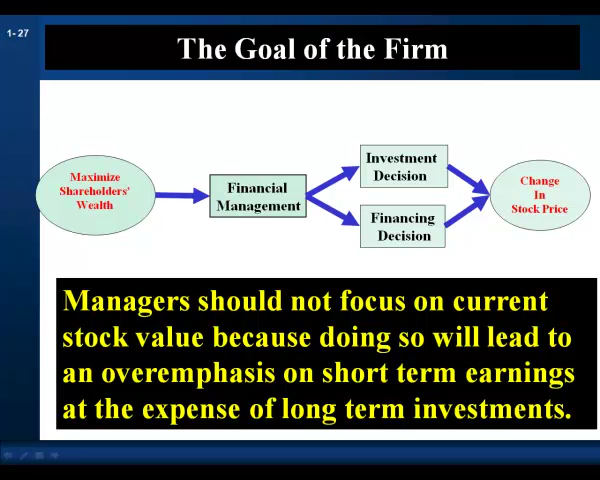 1- 27
The Goal of the Firm
Maximize
Shareholders'
Wealth
Financial
Management
Investment
Decision
Financing
Decision
Change
In
Stock Price
Managers should not focus on current
stock value because doing so will lead to
an overemphasis on short term earnings
at the expense of long term investments.